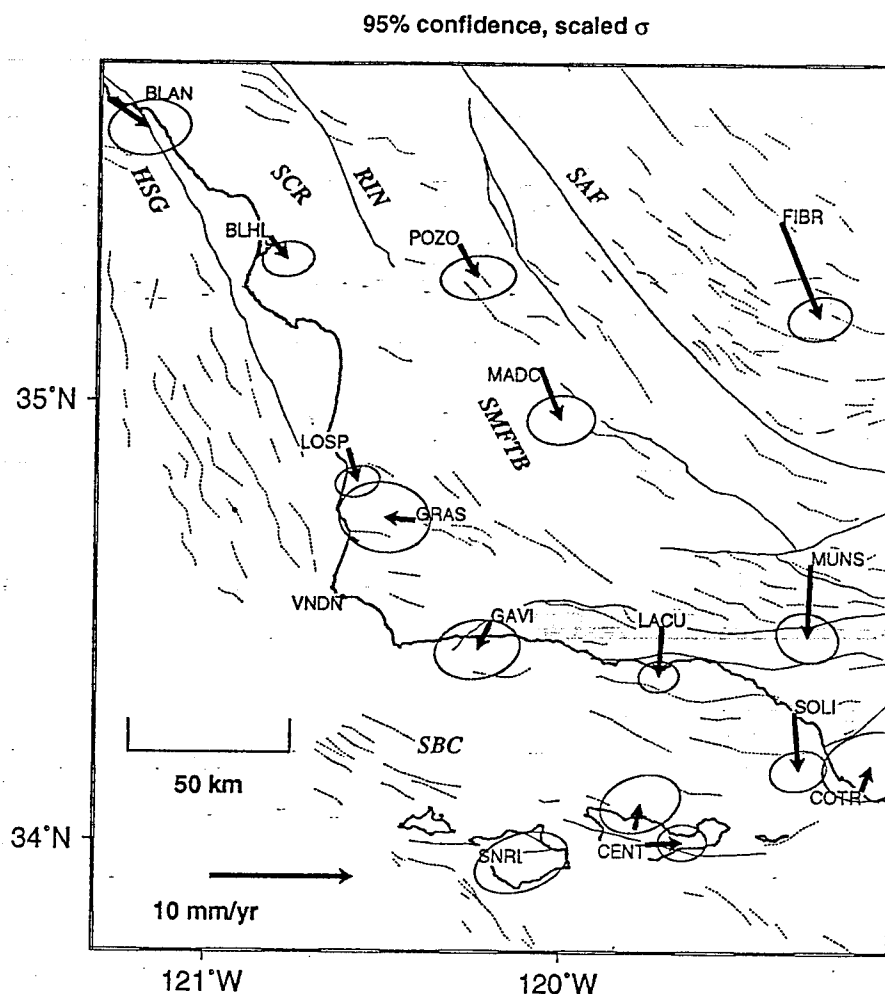 95% confidence, scaled σ
BLAN
HSG
SCR
RIN
SAF
FIBR
BLHL
POZO
35°N
MADC
SMFTB
LOSP
GRAS
MUNS
VNDN
GAVI
LACU
SOLI
SBC
50 km
COTR
34°N
SNRI
CENT
10 mm/yr
121°W
120°W